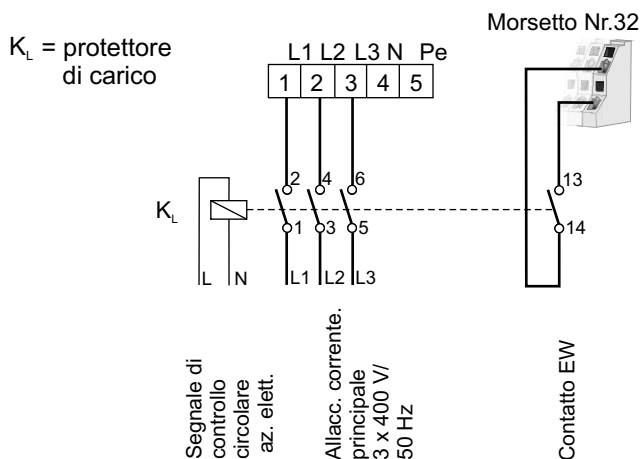 K_L = protettore
di carico
Morsetto Nr.32
L1 L2 L3 N Pe
1 2 3 4 5
2 4 6
13
K_L
1 3 5
14
L N L1 L2 L3
Segnale di
controllo
circolare
az. elett.
Allacc. corrente.
principale
3 x 400 V/
50 Hz
Contatto EW